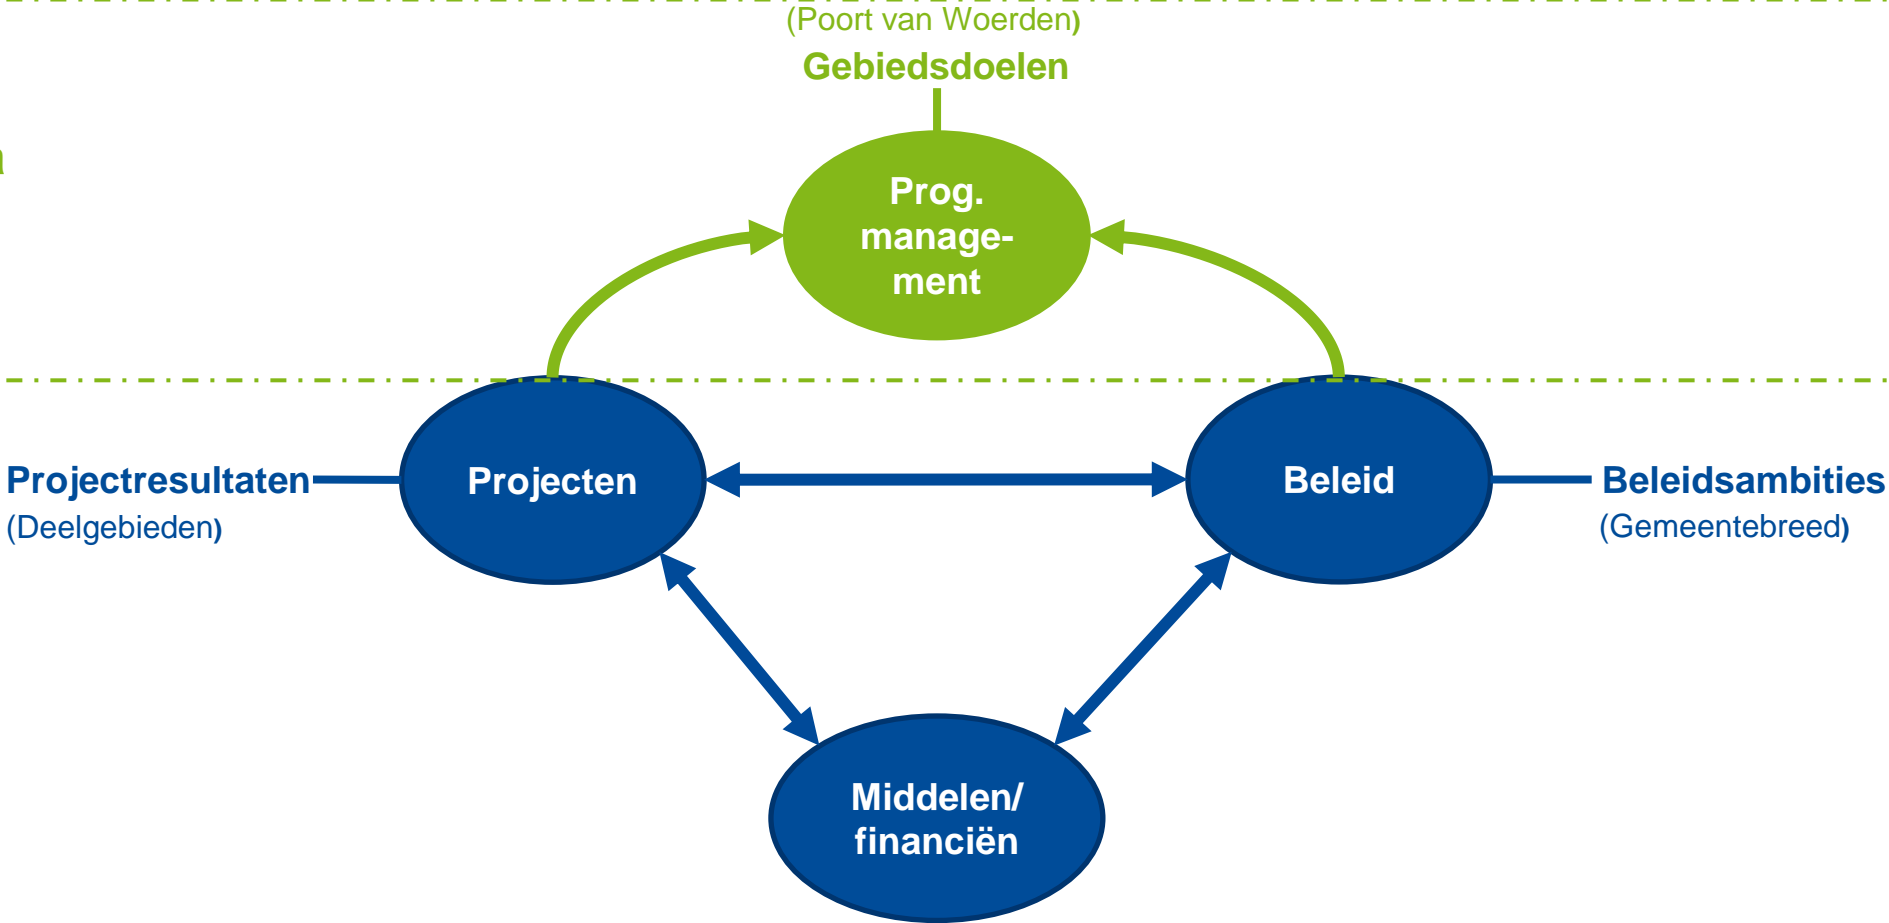 (Poort van Woerden)
Gebiedsdoelen
Prog.
manage-
ment
Projectresultaten
(Deelgebieden)
Projecten
Beleid
Beleidsambities
(Gemeentebreed)
Middelen/
financiën